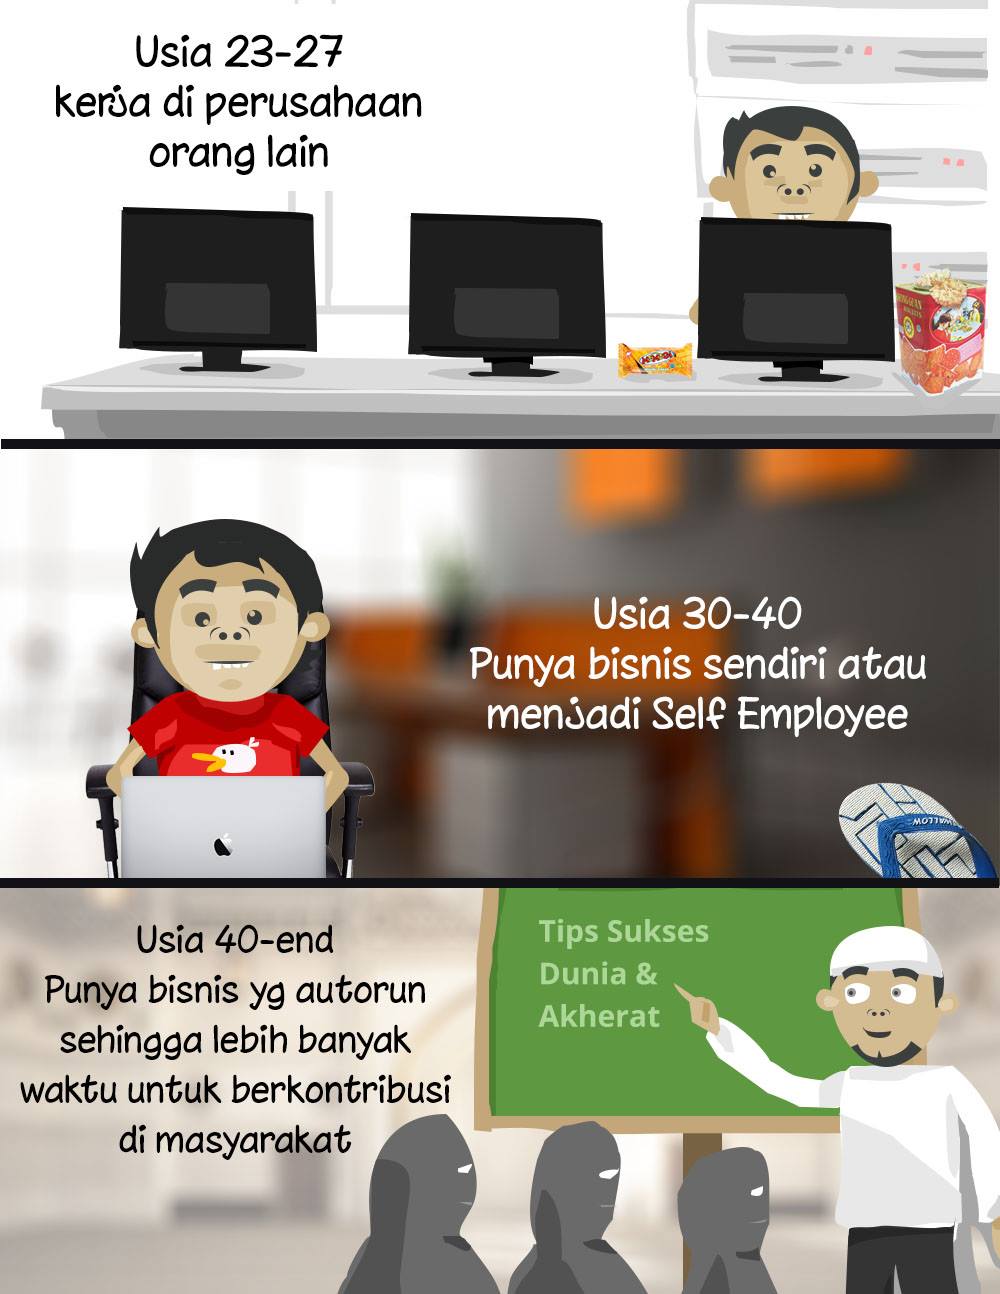 Usia 23-27
kerja di perusahaan
orang lain
Usia 30-40
Punya bisnis sendiri atau
menjadi Self Employee
Usia 40-end
Punya bisnis yg autorun
sehingga lebih banyak
waktu untuk berkontribusi
di masyarakat
Tips Sukses
Dunia &
Akherat